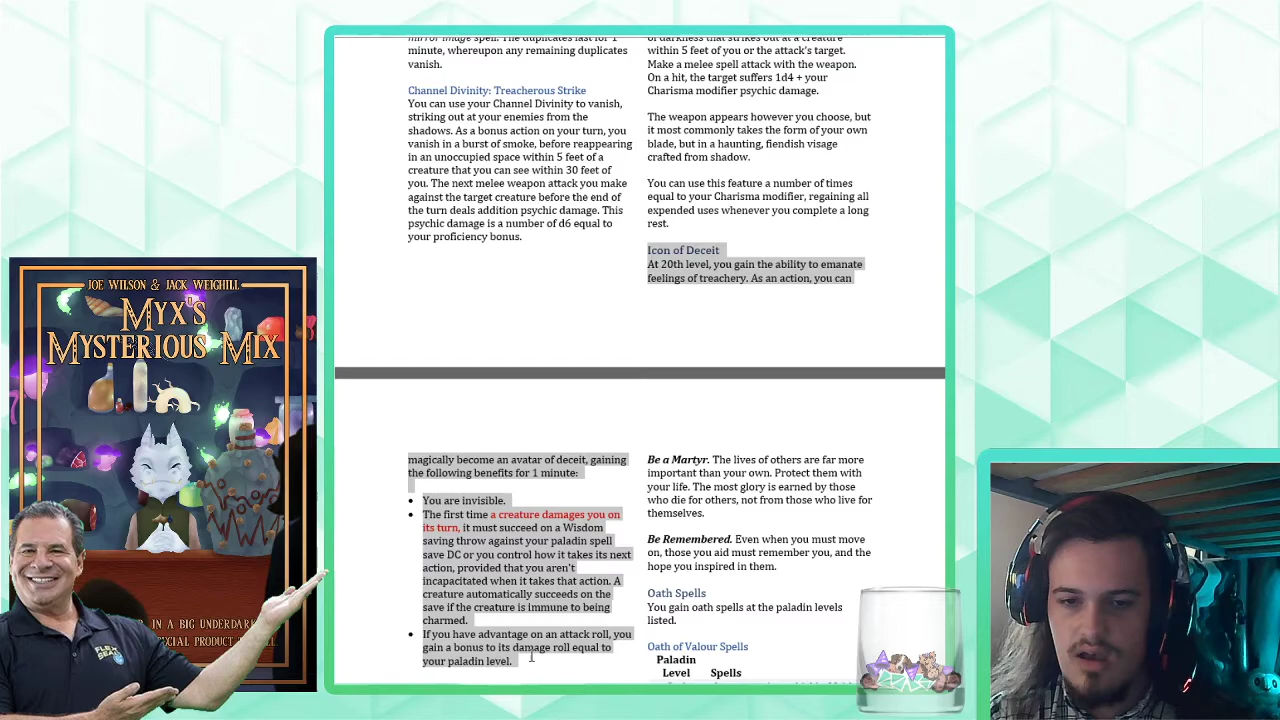 mirror image spell. The duplicates last for 1
minute, whereupon any remaining duplicates
vanish.
Channel Divinity: Treacherous Strike
You can use your Channel Divinity to vanish,
striking out at your enemies from the
shadows. As a bonus action on your turn, you
vanish in a burst of smoke, before reappearing
in an unoccupied space within 5 feet of a
creature that you can see within 30 feet of
you. The next melee weapon attack you make
against the target creature before the end of
the turn deals addition psychic damage. This
psychic damage is a number of d6 equal to
your proficiency bonus.
of darkness that strikes out at a creature
within 5 feet of you or the attack's target.
Make a melee spell attack with the weapon.
On a hit, the target suffers 1d4 + your
Charisma modifier psychic damage.
The weapon appears however you choose, but
it most commonly takes the form of your own
blade, but in a haunting, fiendish visage
crafted from shadow.
You can use this feature a number of times
equal to your Charisma modifier, regaining all
expended uses whenever you complete a long
rest.
Icon of Deceit
At 20th level, you gain the ability to emanate
feelings of treachery. As an action, you can
magically become an avatar of deceit, gaining
the following benefits for 1 minute:
• You are invisible.
• The first time a creature damages you on
its turn, it must succeed on a Wisdom
saving throw against your paladin spell
save DC or you control how it takes its next
action, provided that you aren't
incapacitated when it takes that action. A
creature automatically succeeds on the
save if the creature is immune to being
charmed.
• If you have advantage on an attack roll, you
gain a bonus to its damage roll equal to
your paladin level.
Be a Martyr. The lives of others are far more
important than your own. Protect them with
your life. The most glory is earned by those
who die for others, not from those who live for
themselves.
Be Remembered. Even when you must move
on, those you aid must remember you, and the
hope you inspired in them.
Oath Spells
You gain oath spells at the paladin levels
listed.
Oath of Valour Spells
Paladin
Level Spells
JOE WILSON & JACK WEIGHILL
MYX'S
MYSTERIOUS MIX
IN A BIG UNDERDARK
SOCIAL PRODUCT
FLEX
SEAL